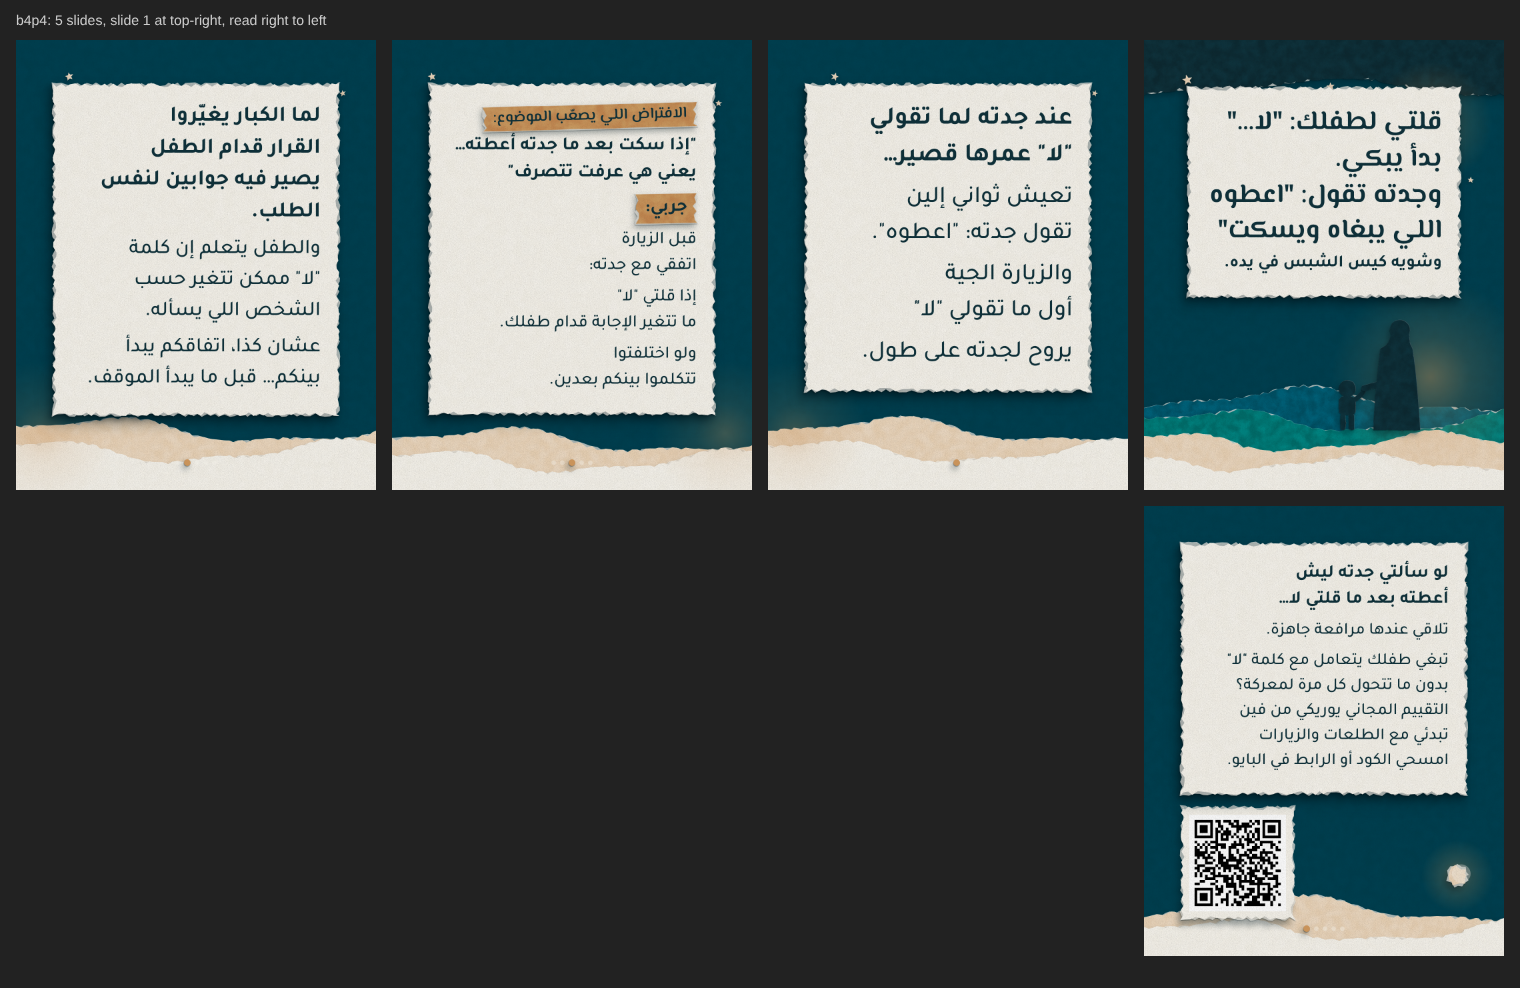 b4p4: 5 slides, slide 1 at top-right, read right to left
قلتي لطفلك: "لا..."
بدأ يبكي.
وجدته تقول: "اعطوه
اللي يبغاه ويسكت"
وشويه كيس الشبس في يده.
عند جدته لما تقولي
"لا" عمرها قصير...
تعيش ثواني إلين
تقول جدته: "اعطوه".
والزيارة الجية
أول ما تقولي "لا"
يروح لجدته على طول.
الافتراض اللي يصعّب الموضوع:
"إذا سكت بعد ما جدته أعطته...
يعني هي عرفت تتصرف"
جربي:
قبل الزيارة
اتفقي مع جدته:
إذا قلتي "لا"
ما تتغير الإجابة قدام طفلك.
ولو اختلفتوا
تتكلموا بينكم بعدين.
لما الكبار يغيّروا
القرار قدام الطفل
يصير فيه جوابين لنفس
الطلب.
والطفل يتعلم إن كلمة
"لا" ممكن تتغير حسب
الشخص اللي يسأله.
عشان كذا، اتفاقكم يبدأ
بينكم... قبل ما يبدأ الموقف.
لو سألتي جدته ليش
أعطته بعد ما قلتي لا...
تلاقي عندها مرافعة جاهزة.
تبغي طفلك يتعامل مع كلمة "لا"
بدون ما تتحول كل مرة لمعركة؟
التقييم المجاني يوريكي من فين
تبدئي مع الطلعات والزيارات
امسحي الكود أو الرابط في البايو.